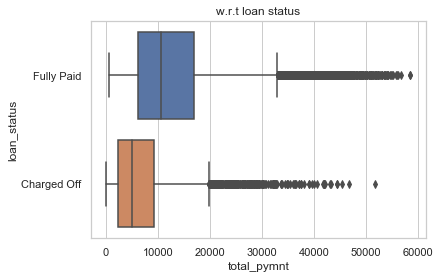 w.r.t loan status
loan_status
Fully Paid
Charged Off
0 10000 20000 30000 40000 50000 60000
total_pymnt